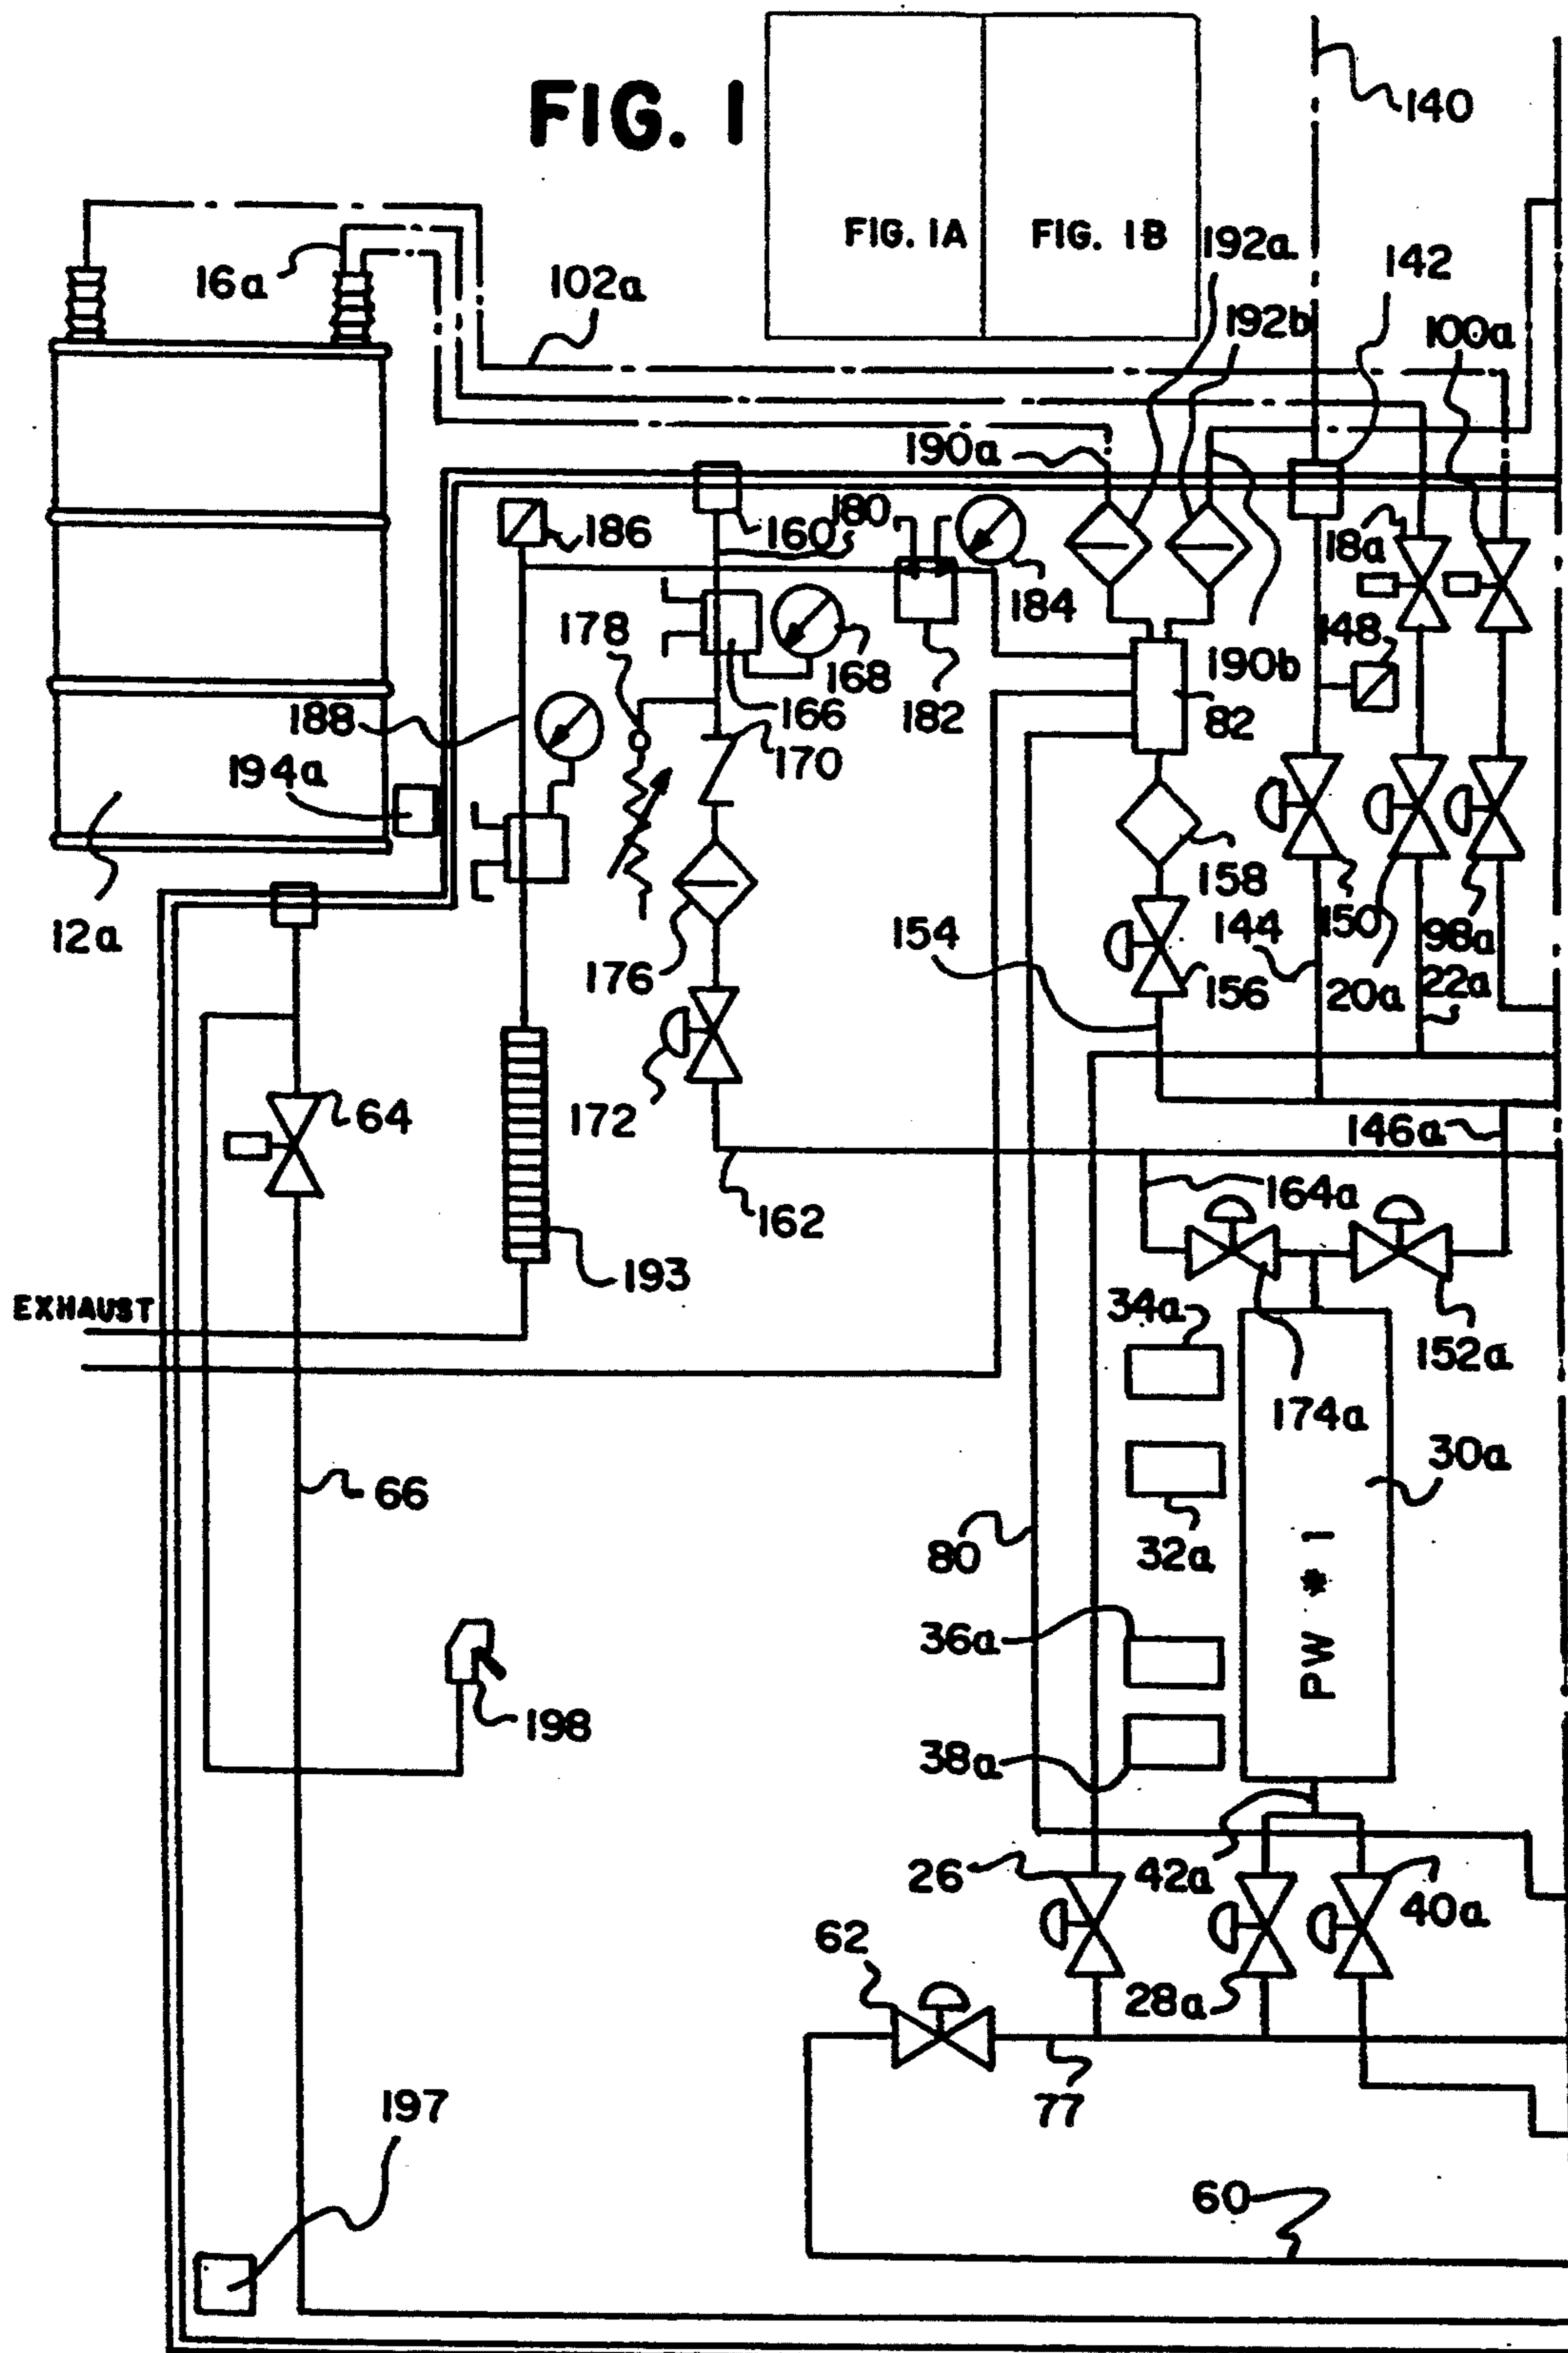 FIG. 1
140
FIG. 1A
FIG. 1B
192a
142
16a
102a
192b
100a
190a
186
160
180
184
18a
178
168
148
190b
188
166
182
82
194a
170
158
12a
176
154
144
150
98a
156
20a
22a
64
172
146a
162
164a
193
EXHAUST
34a
152a
174a
30a
66
80
32a
PW * 1
36a
198
38a
26
42a
40a
62
28a
77
197
60